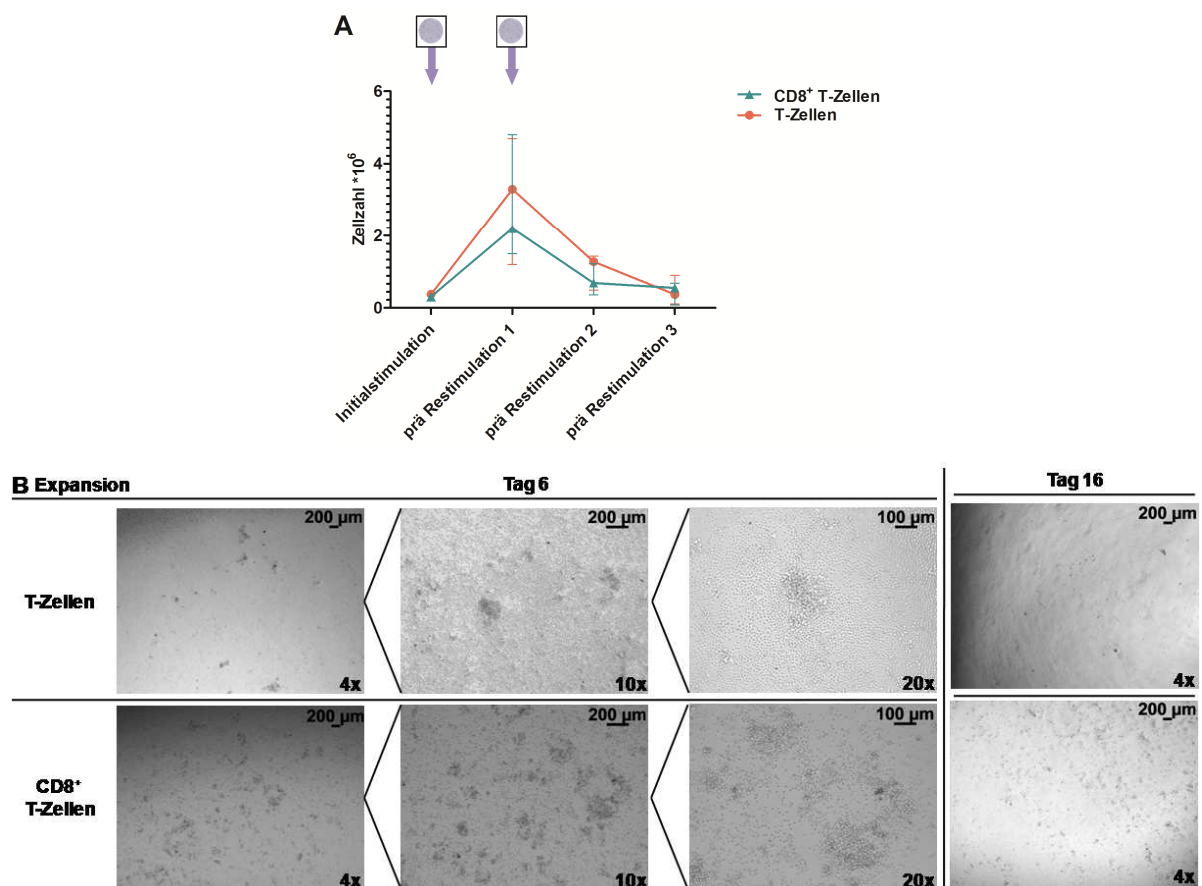 A
CD8⁺ T-Zellen
T-Zellen
6
4
2
0
Zellzahl *10⁶
Initialstimulation
prä Restimulation 1
prä Restimulation 2
prä Restimulation 3
B Expansion
Tag 6
Tag 16
T-Zellen
200 µm
4x
200 µm
10x
100 µm
20x
200 µm
4x
CD8⁺
T-Zellen
200 µm
4x
200 µm
10x
100 µm
20x
200 µm
4x